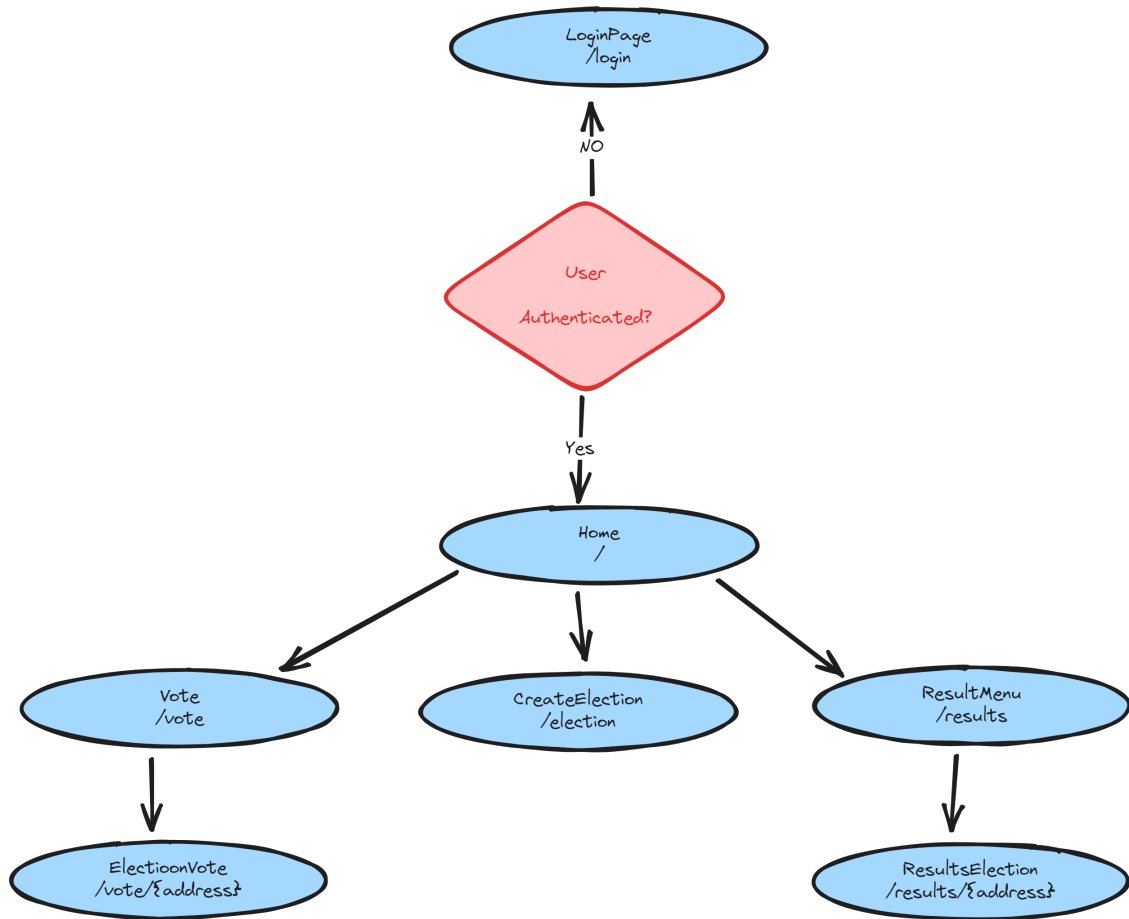 LoginPage
/login
NO
User
Authenticated?
Yes
Home
/
Vote
/vote
CreateElection
/election
ResultMenu
/results
ElectioonVote
/vote/{address}
ResultsElection
/results/{address}